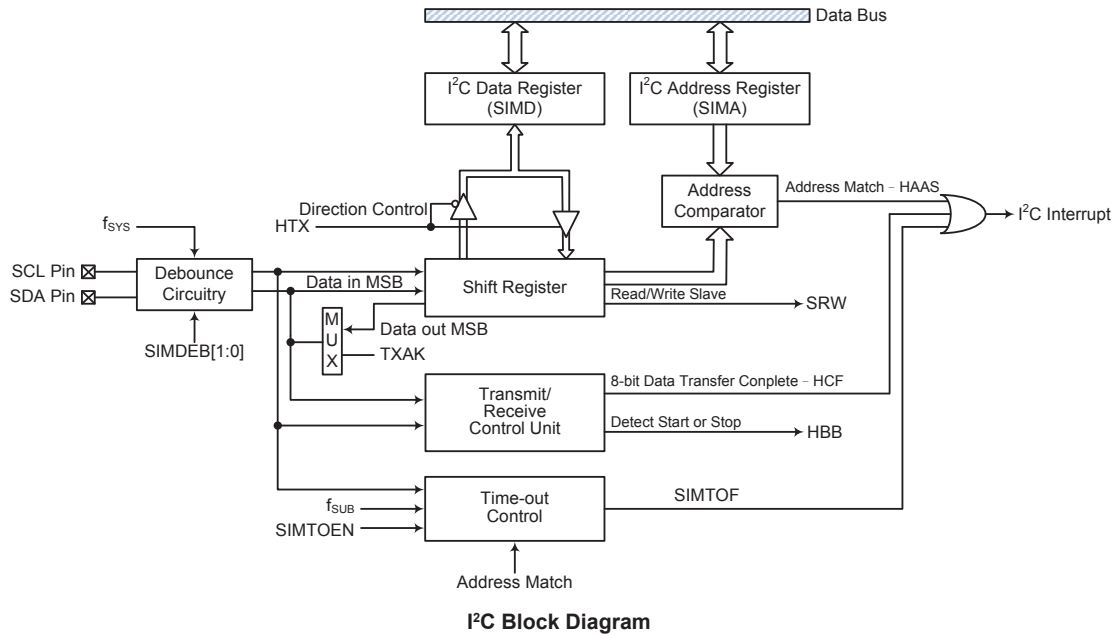 Data Bus
I²C Data Register
(SIMD)
I²C Address Register
(SIMA)
Address
Comparator
Address Match - HAAS
I²C Interrupt
Direction Control
HTX
fSYS
SCL Pin
SDA Pin
Debounce
Circuitry
SIMDEB[1:0]
Data in MSB
Shift Register
Read/Write Slave
SRW
M
U
X
Data out MSB
TXAK
Transmit/
Receive
Control Unit
8-bit Data Transfer Conplete - HCF
Detect Start or Stop
HBB
fSUB
SIMTOEN
Time-out
Control
SIMTOF
Address Match
I²C Block Diagram